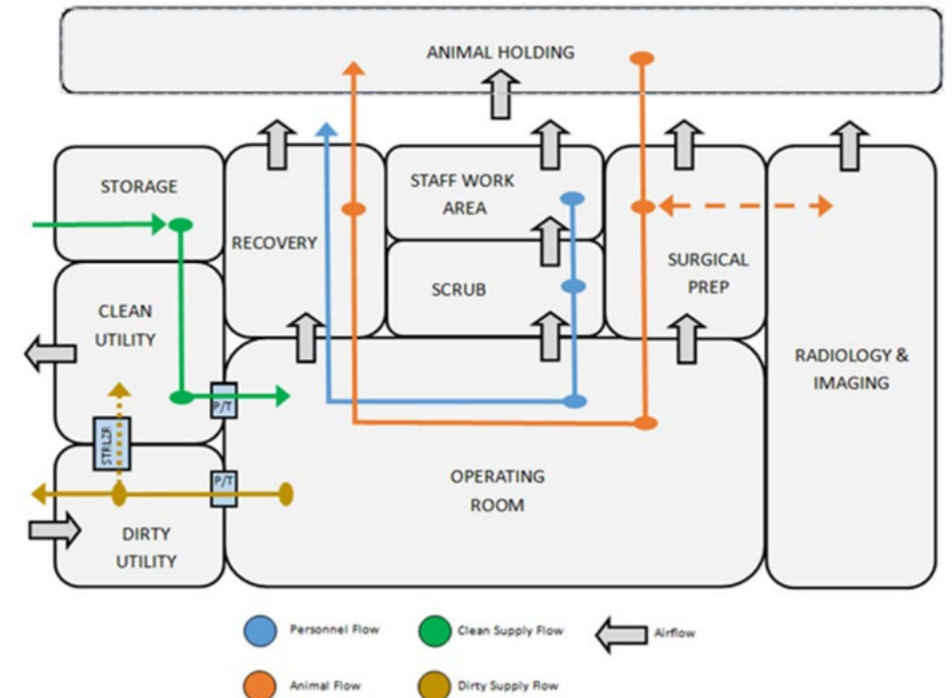 ANIMAL HOLDING
STORAGE
RECOVERY
STAFF WORK
AREA
SCRUB
SURGICAL
PREP
CLEAN
UTILITY
RADIOLOGY &
IMAGING
P/T
STRLZR
P/T
OPERATING
ROOM
DIRTY
UTILITY
Personnel Flow
Clean Supply Flow
Airflow
Animal Flow
Dirty Supply Flow